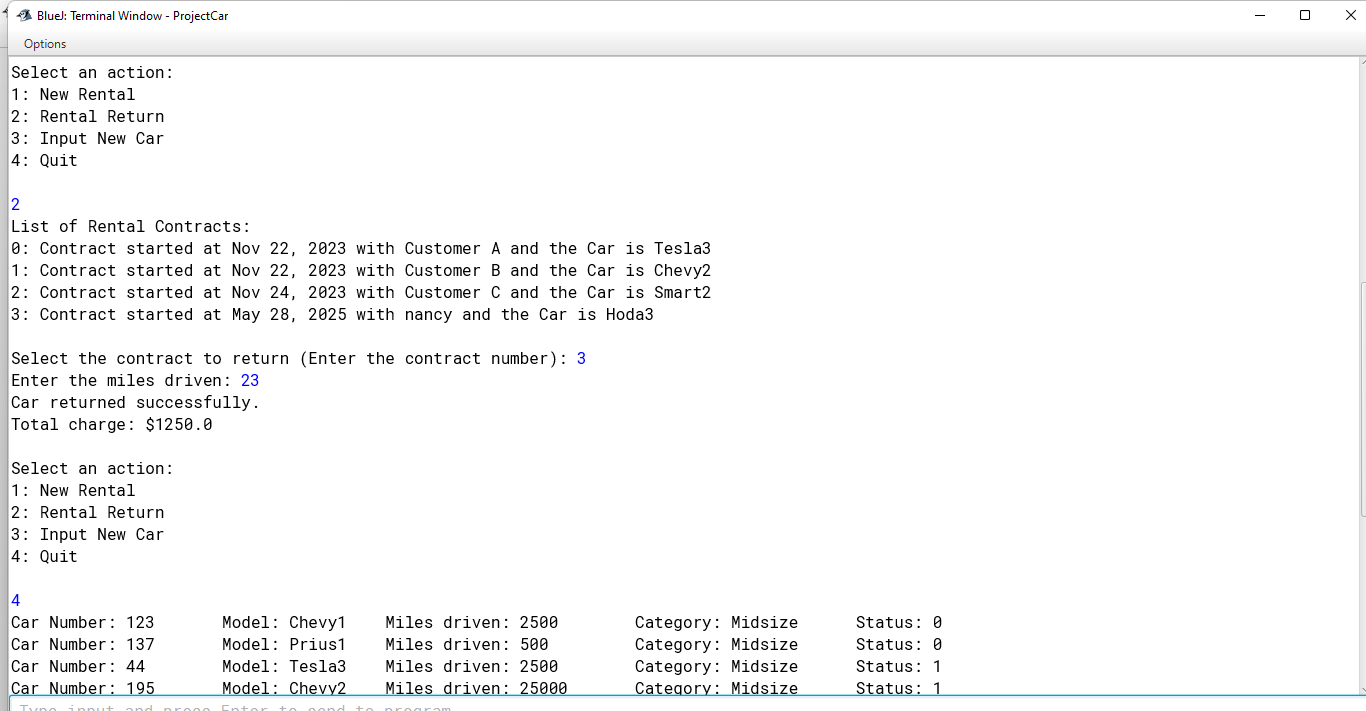 BlueJ: Terminal Window - ProjectCar
Options
Select an action:
1: New Rental
2: Rental Return
3: Input New Car
4: Quit
2
List of Rental Contracts:
0: Contract started at Nov 22, 2023 with Customer A and the Car is Tesla3
1: Contract started at Nov 22, 2023 with Customer B and the Car is Chevy2
2: Contract started at Nov 24, 2023 with Customer C and the Car is Smart2
3: Contract started at May 28, 2025 with nancy and the Car is Hoda3
Select the contract to return (Enter the contract number): 3
Enter the miles driven: 23
Car returned successfully.
Total charge: $1250.0
Select an action:
1: New Rental
2: Rental Return
3: Input New Car
4: Quit
4
Car Number: 123 Model: Chevy1 Miles driven: 2500 Category: Midsize Status: 0
Car Number: 137 Model: Prius1 Miles driven: 500 Category: Midsize Status: 0
Car Number: 44 Model: Tesla3 Miles driven: 2500 Category: Midsize Status: 1
Car Number: 195 Model: Chevy2 Miles driven: 25000 Category: Midsize Status: 1
Type input and press Enter to send to program